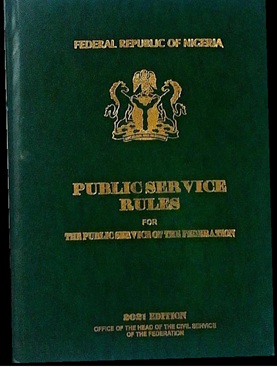 FEDERAL REPUBLIC OF NIGERIA
PUBLIC SERVICE
RULES
FOR
THE PUBLIC SERVICE OF THE FEDERATION
2021 EDITION
OFFICE OF THE HEAD OF THE CIVIL SERVICE
OF THE FEDERATION